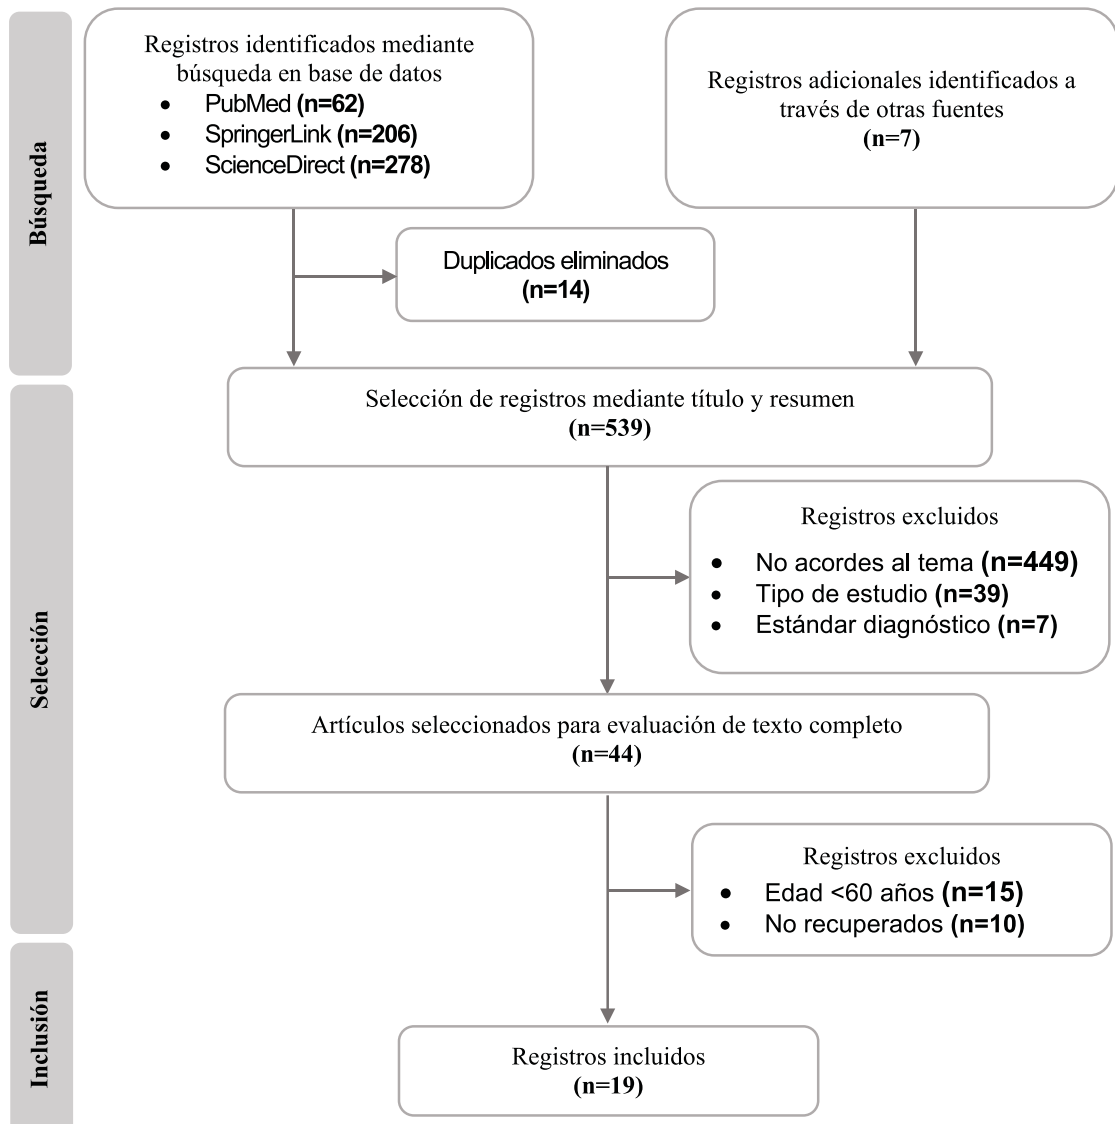 Búsqueda
Registros identificados mediante
búsqueda en base de datos
• PubMed (n=62)
• SpringerLink (n=206)
• ScienceDirect (n=278)
Registros adicionales identificados a
través de otras fuentes
(n=7)
Duplicados eliminados
(n=14)
Selección
Selección de registros mediante título y resumen
(n=539)
Registros excluidos
• No acordes al tema (n=449)
• Tipo de estudio (n=39)
• Estándar diagnóstico (n=7)
Artículos seleccionados para evaluación de texto completo
(n=44)
Registros excluidos
• Edad <60 años (n=15)
• No recuperados (n=10)
Inclusión
Registros incluidos
(n=19)